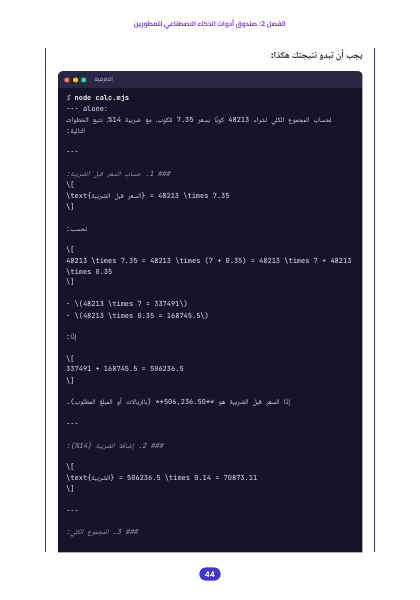 الفصل 2: صندوق أدوات الذكاء الاصطناعي للمطورين
يجب أن تبدو نتيجتك هكذا:
الطرفية
$ node calc.mjs
--- alone:
لحساب المجموع الكلي لشراء 48213 كوبًا بسعر 7.35 للكوب، مع ضريبة 14%، نتبع الخطوات
التالية:
---
### 1. حساب السعر قبل الضريبة:
\[
\text{السعر قبل الضريبة} = 48213 \times 7.35
\]
نحسب:
\[
48213 \times 7.35 = 48213 \times (7 + 0.35) = 48213 \times 7 + 48213
\times 0.35
\]
- \(48213 \times 7 = 337491\)
- \(48213 \times 0.35 = 168745.5\)
إذًا:
\[
337491 + 168745.5 = 506236.5
\]
إذًا السعر قبل الضريبة هو **506,236.50** (بالريالات أو المبلغ المطلوب).
---
### 2. إضافة الضريبة (14%):
\[
\text{الضريبة} = 506236.5 \times 0.14 = 70873.11
\]
---
### 3. المجموع الكلي:
44